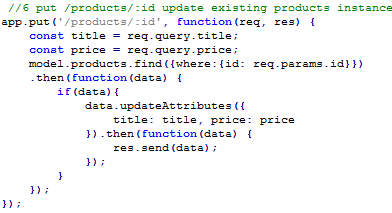 //6 put /products/:id update existing products instance
app.put('/products/:id', function(req, res) {
    const title = req.query.title;
    const price = req.query.price;
    model.products.find({where:{id: req.params.id}})
    .then(function(data) {
        if(data){
            data.updateAttributes({
                title: title, price: price
            }).then(function(data) {
                res.send(data);
            });
        }
    });
});